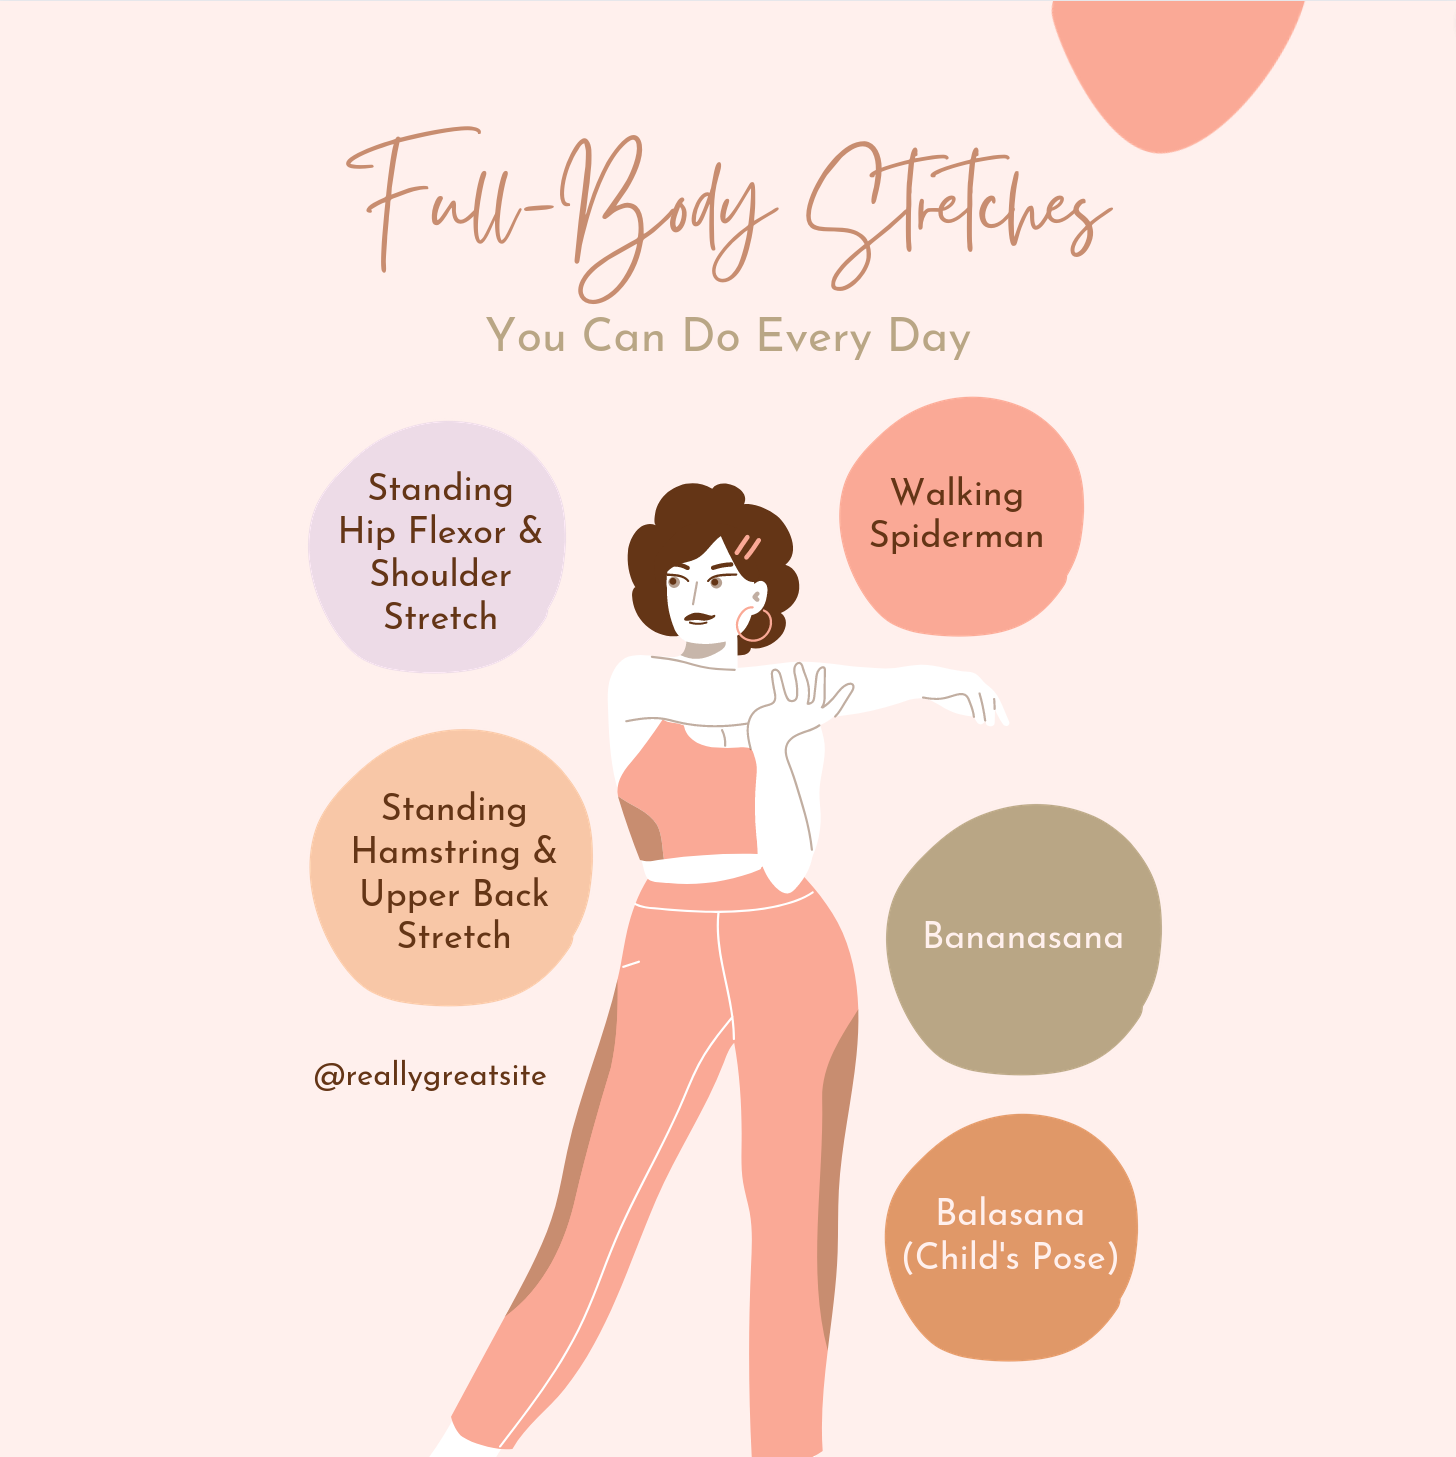 Full-Body Stretches
You Can Do Every Day
Standing
Hip Flexor &
Shoulder
Stretch
Walking
Spiderman
Standing
Hamstring &
Upper Back
Stretch
Bananasana
@reallygreatsite
Balasana
(Child's Pose)